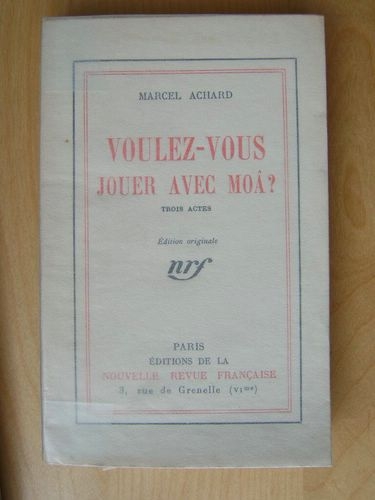 MARCEL ACHARD
VOULEZ-VOUS
JOUER AVEC MOÂ?
TROIS ACTES
Édition originale
nrf
PARIS
ÉDITIONS DE LA
NOUVELLE REVUE FRANÇAISE
3, rue de Grenelle (VIme)